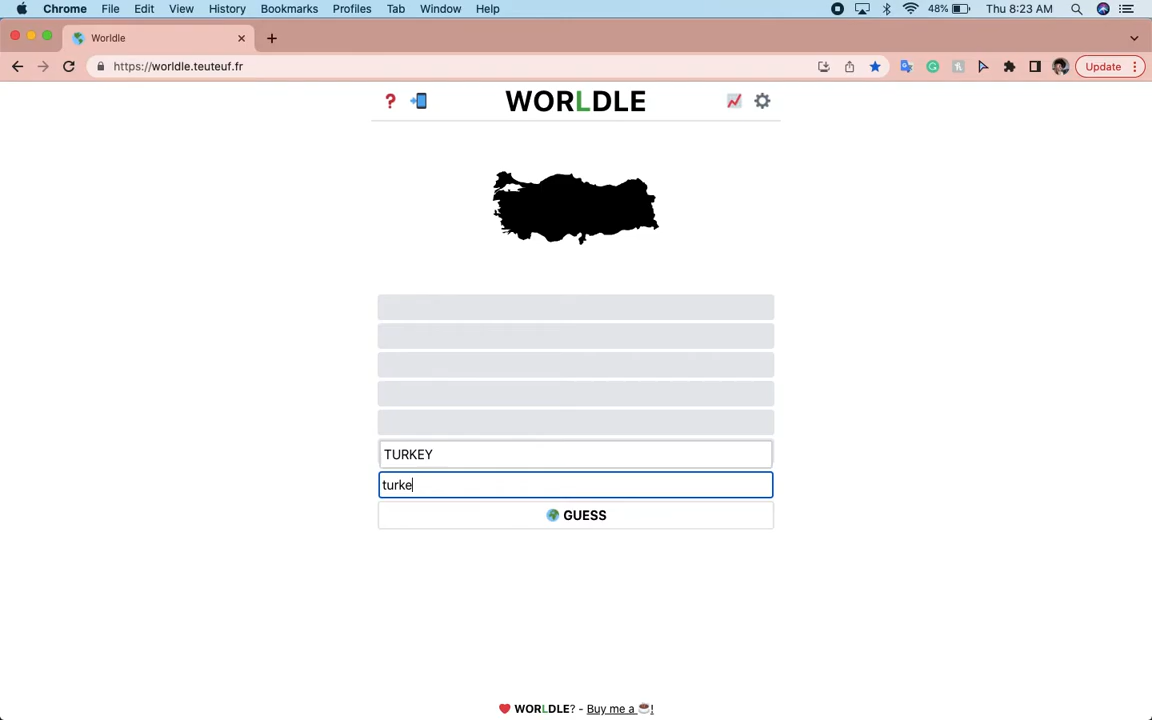 Chrome File Edit View History Bookmarks Profiles Tab Window Help 48% Thu 8:23 AM
Worldle
https://worldle.teuteuf.fr Update
WORLDLE
TURKEY
turke
GUESS
WORLDLE? - Buy me a !